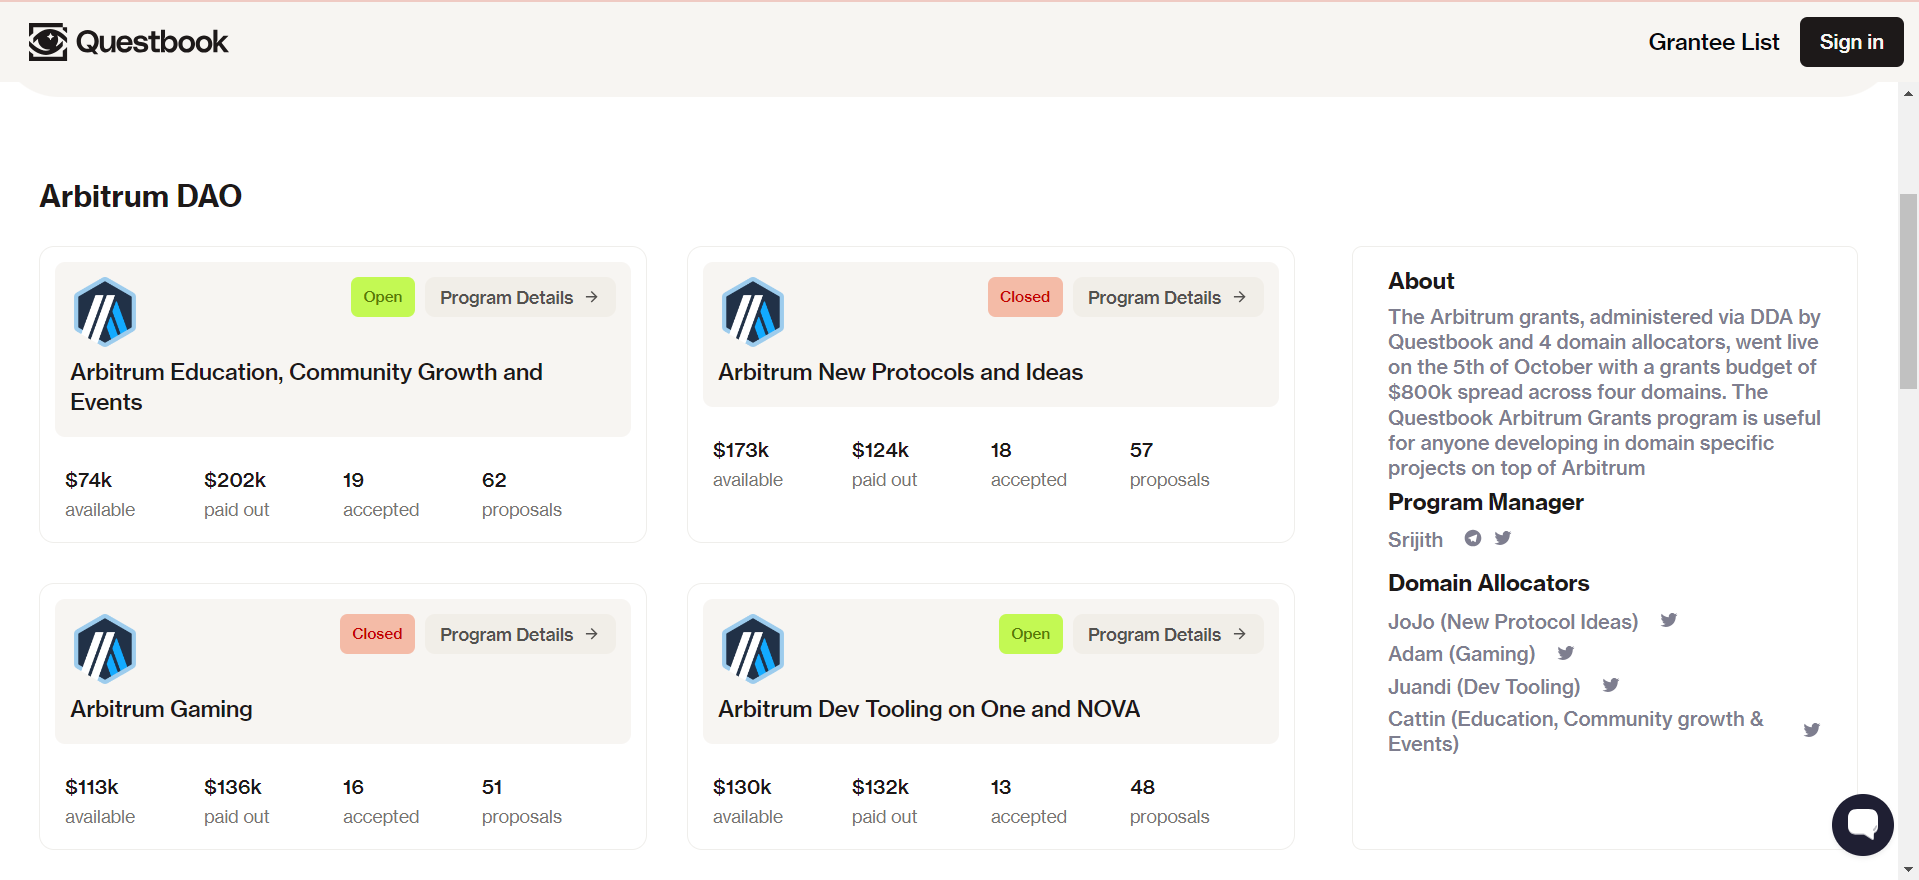 Questbook
Grantee List
Sign in
Arbitrum DAO
Open
Program Details →
Arbitrum Education, Community Growth and
Events
$74k
available
$202k
paid out
19
accepted
62
proposals
Closed
Program Details →
Arbitrum New Protocols and Ideas
$173k
available
$124k
paid out
18
accepted
57
proposals
Closed
Program Details →
Arbitrum Gaming
$113k
available
$136k
paid out
16
accepted
51
proposals
Open
Program Details →
Arbitrum Dev Tooling on One and NOVA
$130k
available
$132k
paid out
13
accepted
48
proposals
About
The Arbitrum grants, administered via DDA by
Questbook and 4 domain allocators, went live
on the 5th of October with a grants budget of
$800k spread across four domains. The
Questbook Arbitrum Grants program is useful
for anyone developing in domain specific
projects on top of Arbitrum
Program Manager
Srijith
Domain Allocators
JoJo (New Protocol Ideas)
Adam (Gaming)
Juandi (Dev Tooling)
Cattin (Education, Community growth &
Events)